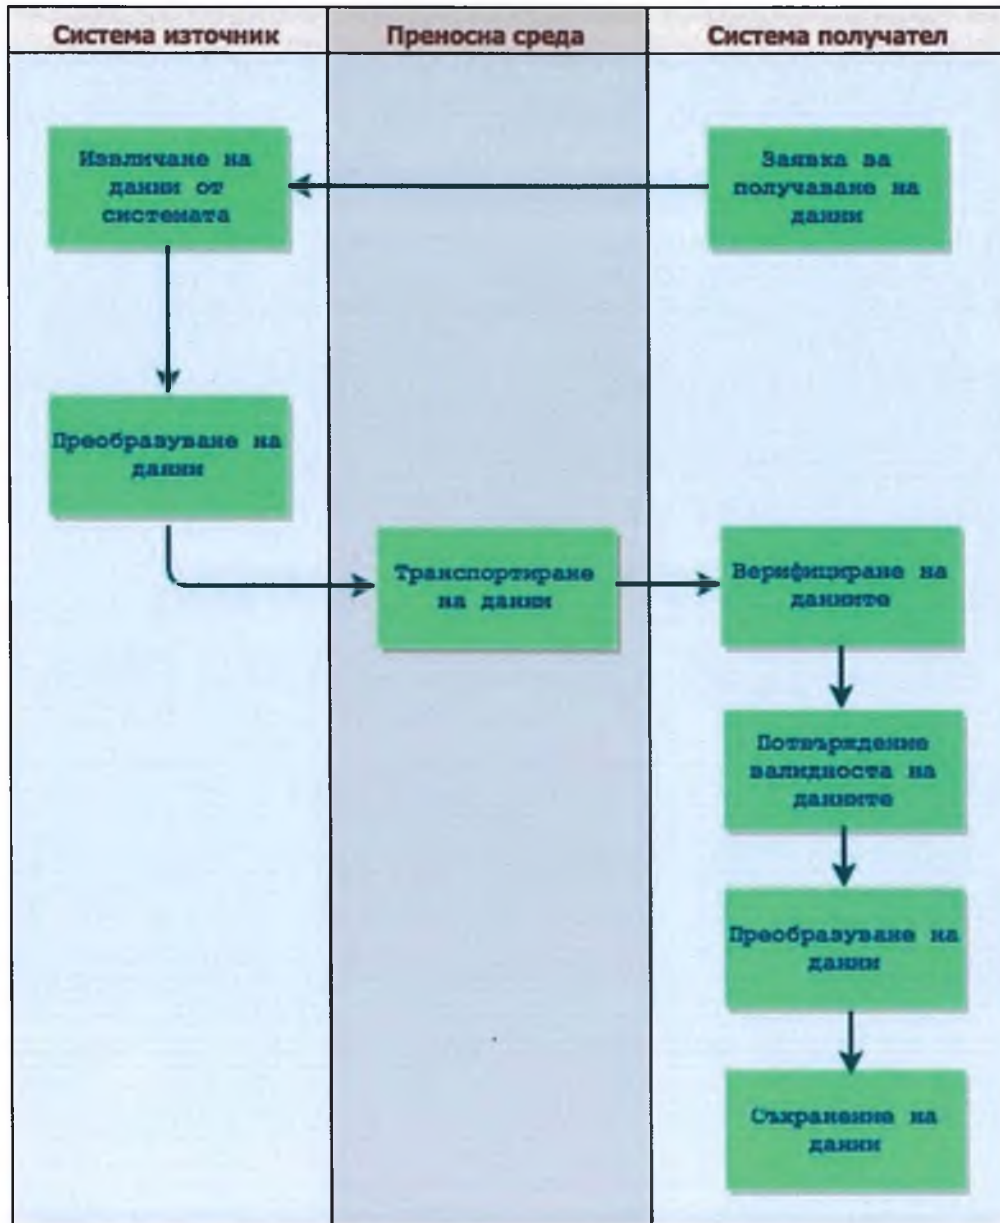 Система източник
Преносна среда
Система получател
Извличане на
данни от
системата
Заявка за
получаване на
данни
Преобразуване на
данни
Транспортиране
на данни
Верифициране на
данните
Потвърждение
валидноста на
данните
Преобразуване на
данни
Съхранение на
данни